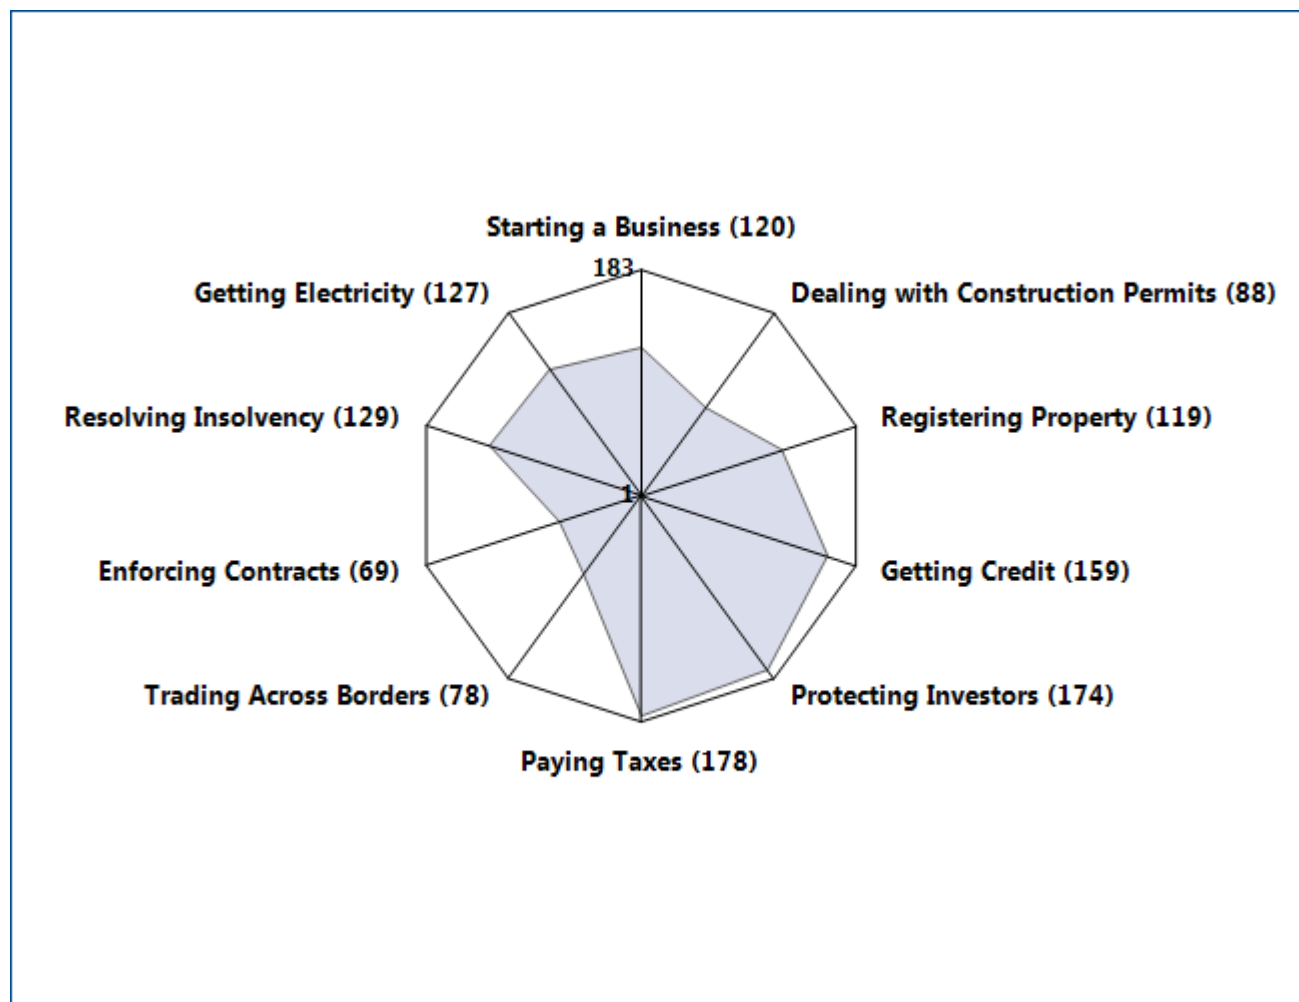 Starting a Business (120)
183
Getting Electricity (127)
Dealing with Construction Permits (88)
Resolving Insolvency (129)
Registering Property (119)
1
Enforcing Contracts (69)
Getting Credit (159)
Trading Across Borders (78)
Protecting Investors (174)
Paying Taxes (178)